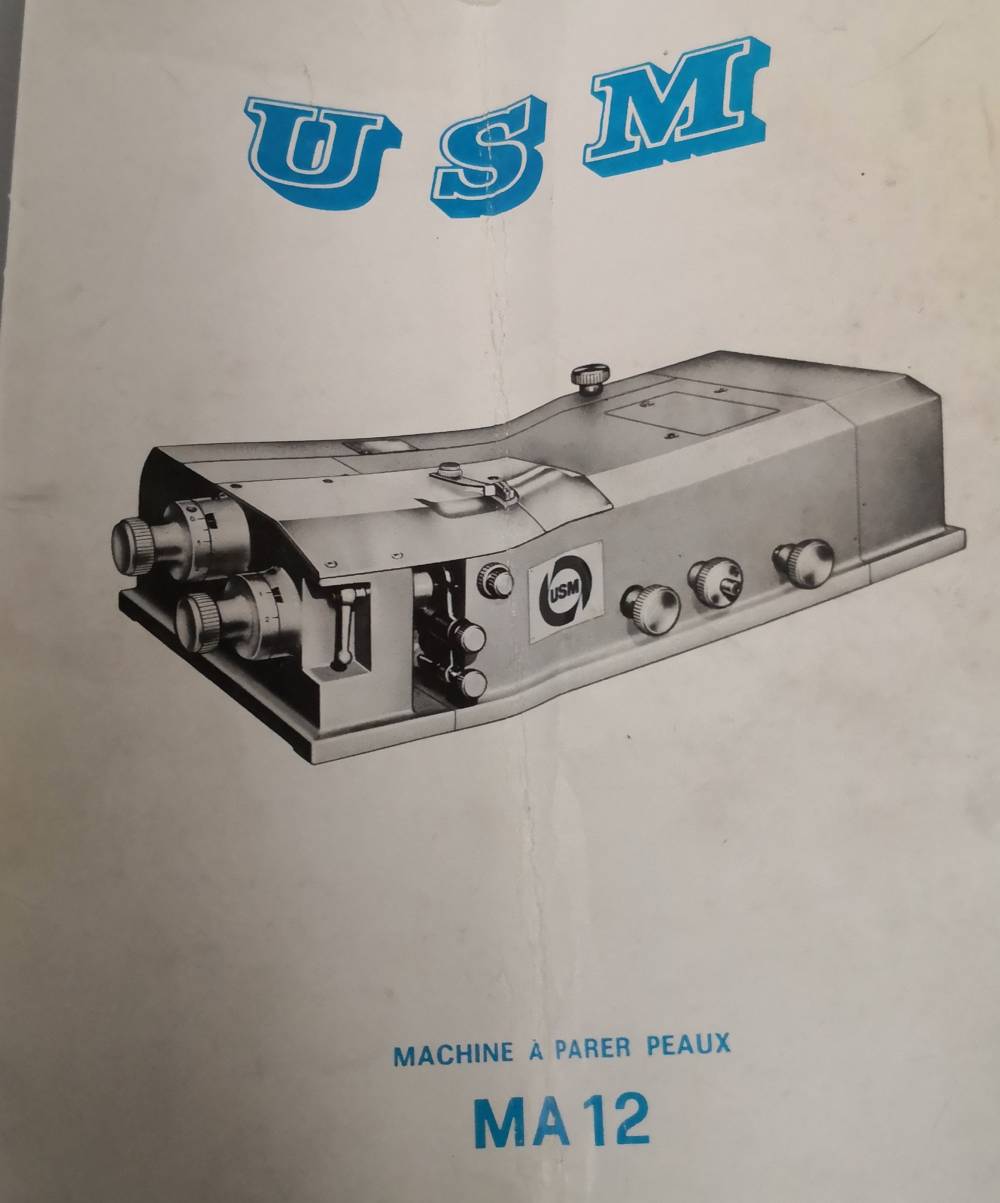 USM
USM
MACHINE À PARER PEAUX
MA 12